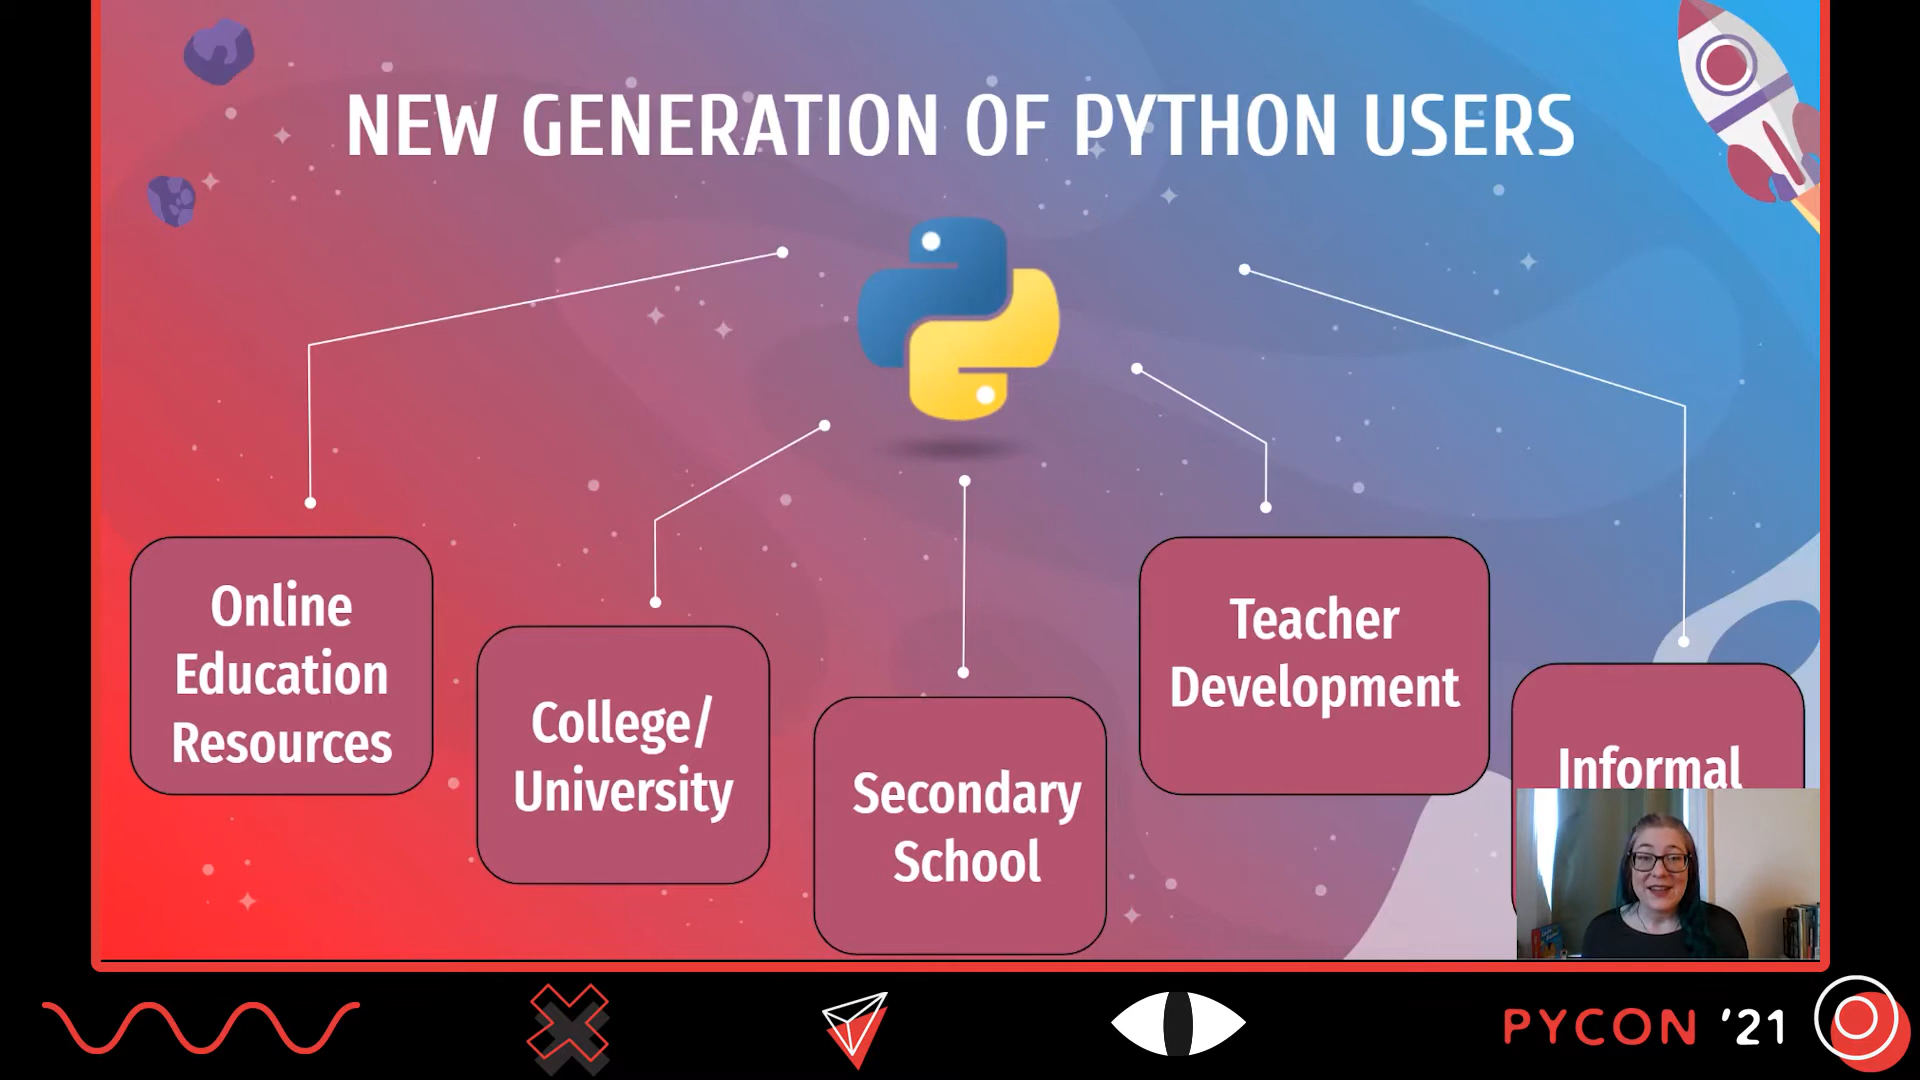 NEW GENERATION OF PYTHON USERS
Online
Education
Resources
College/
University
Secondary
School
Teacher
Development
Informal
PYCON '21